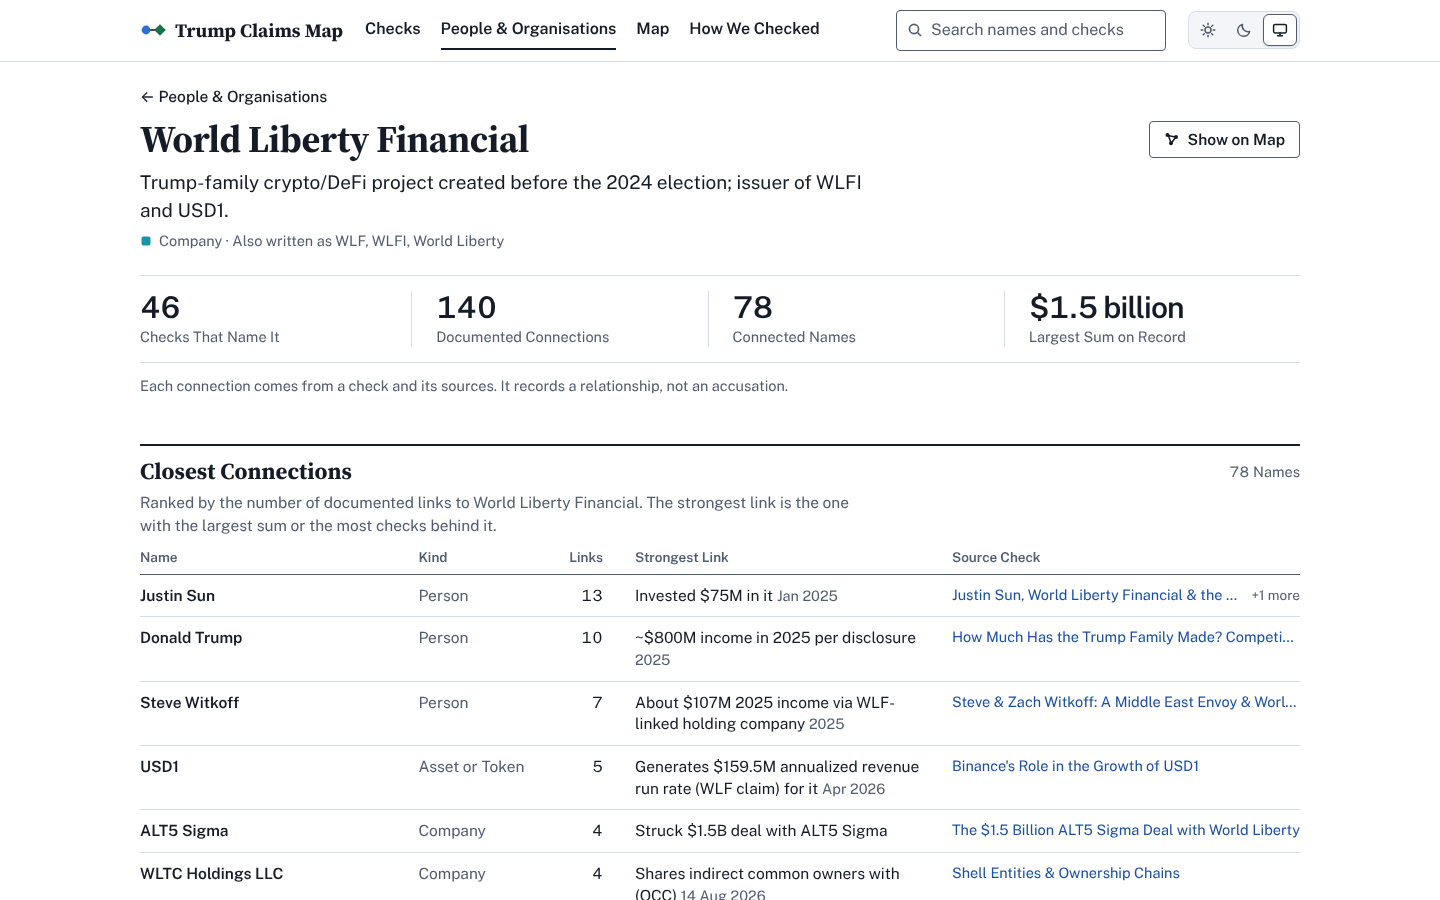 Trump Claims Map
Checks
People & Organisations
Map
How We Checked
Search names and checks
← People & Organisations
World Liberty Financial
Show on Map
Trump-family crypto/DeFi project created before the 2024 election; issuer of WLFI
and USD1.
Company · Also written as WLF, WLFI, World Liberty
46
Checks That Name It
140
Documented Connections
78
Connected Names
$1.5 billion
Largest Sum on Record
Each connection comes from a check and its sources. It records a relationship, not an accusation.
Closest Connections
78 Names
Ranked by the number of documented links to World Liberty Financial. The strongest link is the one
with the largest sum or the most checks behind it.
Name Kind Links Strongest Link Source Check
Justin Sun Person 13 Invested $75M in it Jan 2025 Justin Sun, World Liberty Financial & the ... +1 more
Donald Trump Person 10 ~$800M income in 2025 per disclosure How Much Has the Trump Family Made? Competi...
2025
Steve Witkoff Person 7 About $107M 2025 income via WLF- Steve & Zach Witkoff: A Middle East Envoy & Worl...
linked holding company 2025
USD1 Asset or Token 5 Generates $159.5M annualized revenue Binance's Role in the Growth of USD1
run rate (WLF claim) for it Apr 2026
ALT5 Sigma Company 4 Struck $1.5B deal with ALT5 Sigma The $1.5 Billion ALT5 Sigma Deal with World Liberty
WLTC Holdings LLC Company 4 Shares indirect common owners with Shell Entities & Ownership Chains
(OCC) 14 Aug 2026